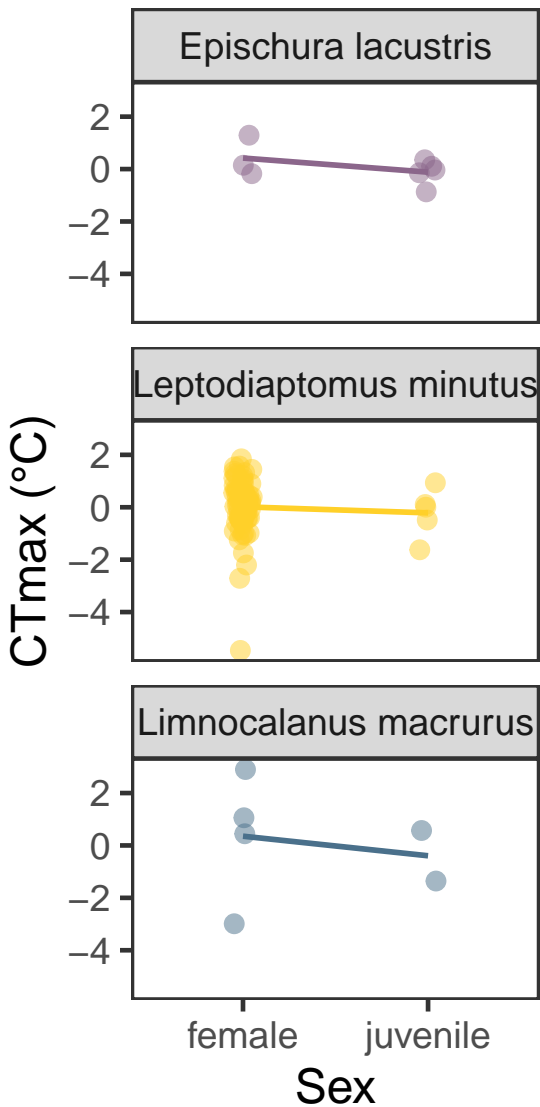 Epischura lacustris
2
0
−2
−4
Leptodiaptomus minutus
2
0
−2
−4
Limnocalanus macrurus
2
0
−2
−4
CTmax (°C)
female juvenile
Sex